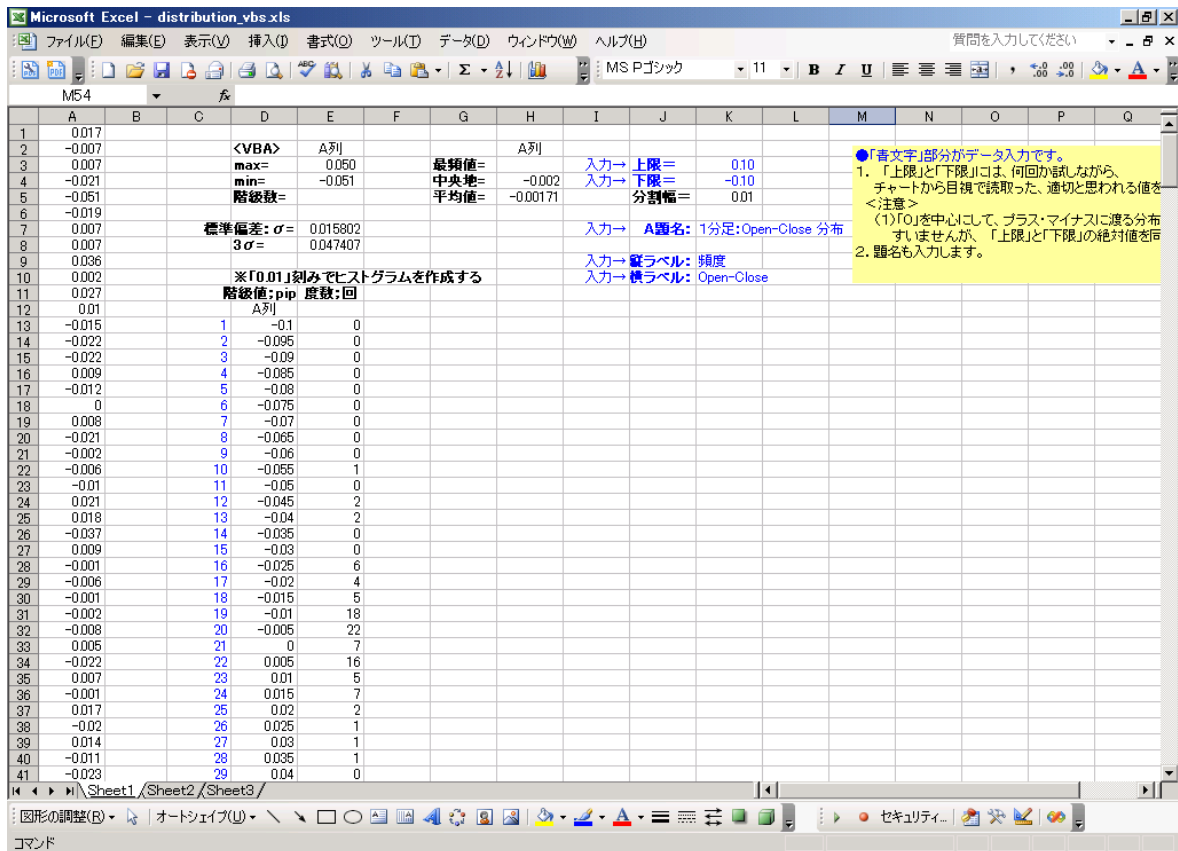 Microsoft Excel - distribution_vbs.xls
ファイル(F) 編集(E) 表示(V) 挿入(I) 書式(O) ツール(T) データ(D) ウィンドウ(W) ヘルプ(H) 質問を入力してください
MS Pゴシック 11 B I U
M54 fx
A B C D E F G H I J K L M N O P Q
1 0.017
2 -0.007 <VBA> A列 A列
3 0.007 max= 0.050 最頻値= 入力→ 上限= 0.10
4 -0.021 min= -0.051 中央地= -0.002 入力→ 下限= -0.10
5 -0.051 階級数= 平均値= -0.00171 分割幅= 0.01
6 -0.019
7 0.007 標準偏差:σ= 0.015802 入力→ A題名: 1分足:Open-Close 分布
8 0.007 3σ= 0.047407
9 0.036 入力→ 縦ラベル: 頻度
10 0.002 ※「0.01」刻みでヒストグラムを作成する 入力→ 横ラベル: Open-Close
11 0.027 階級値;pip 度数;回
12 0.01 A列
13 -0.015 1 -0.1 0
14 -0.022 2 -0.095 0
15 -0.022 3 -0.09 0
16 0.009 4 -0.085 0
17 -0.012 5 -0.08 0
18 0 6 -0.075 0
19 0.008 7 -0.07 0
20 -0.021 8 -0.065 0
21 -0.002 9 -0.06 0
22 -0.006 10 -0.055 1
23 -0.01 11 -0.05 0
24 0.021 12 -0.045 2
25 0.018 13 -0.04 2
26 -0.037 14 -0.035 0
27 0.009 15 -0.03 0
28 -0.001 16 -0.025 6
29 -0.006 17 -0.02 4
30 -0.001 18 -0.015 5
31 -0.002 19 -0.01 18
32 -0.008 20 -0.005 22
33 0.005 21 0 7
34 -0.022 22 0.005 16
35 0.007 23 0.01 5
36 -0.001 24 0.015 7
37 0.017 25 0.02 2
38 -0.02 26 0.025 1
39 0.014 27 0.03 1
40 -0.011 28 0.035 1
41 -0.023 29 0.04 0
●「青文字」部分がデータ入力です。
1. 「上限」と「下限」には、何回か試しながら、
チャートから目視で読取った、適切と思われる値を
<注意>
(1)「0」を中心にして、プラス・マイナスに渡る分布
すいませんが、「上限」と「下限」の絶対値を同
2. 題名も入力します。
Sheet1 Sheet2 Sheet3
図形の調整(R) オートシェイプ(U) セキュリティ...
コマンド